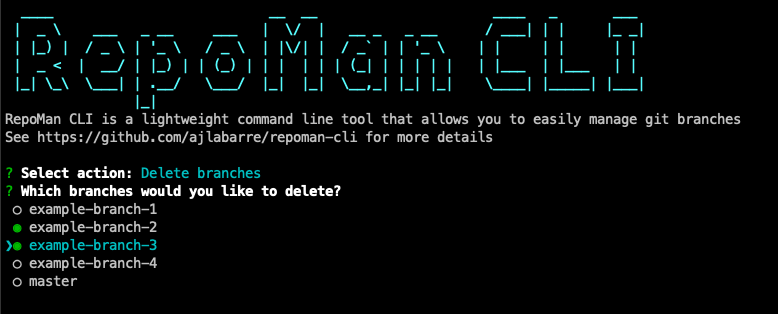 RepoMan CLI
RepoMan CLI is a lightweight command line tool that allows you to easily manage git branches
See https://github.com/ajlabarre/repoman-cli for more details
? Select action: Delete branches
? Which branches would you like to delete?
◯ example-branch-1
◉ example-branch-2
❯◉ example-branch-3
◯ example-branch-4
◯ master